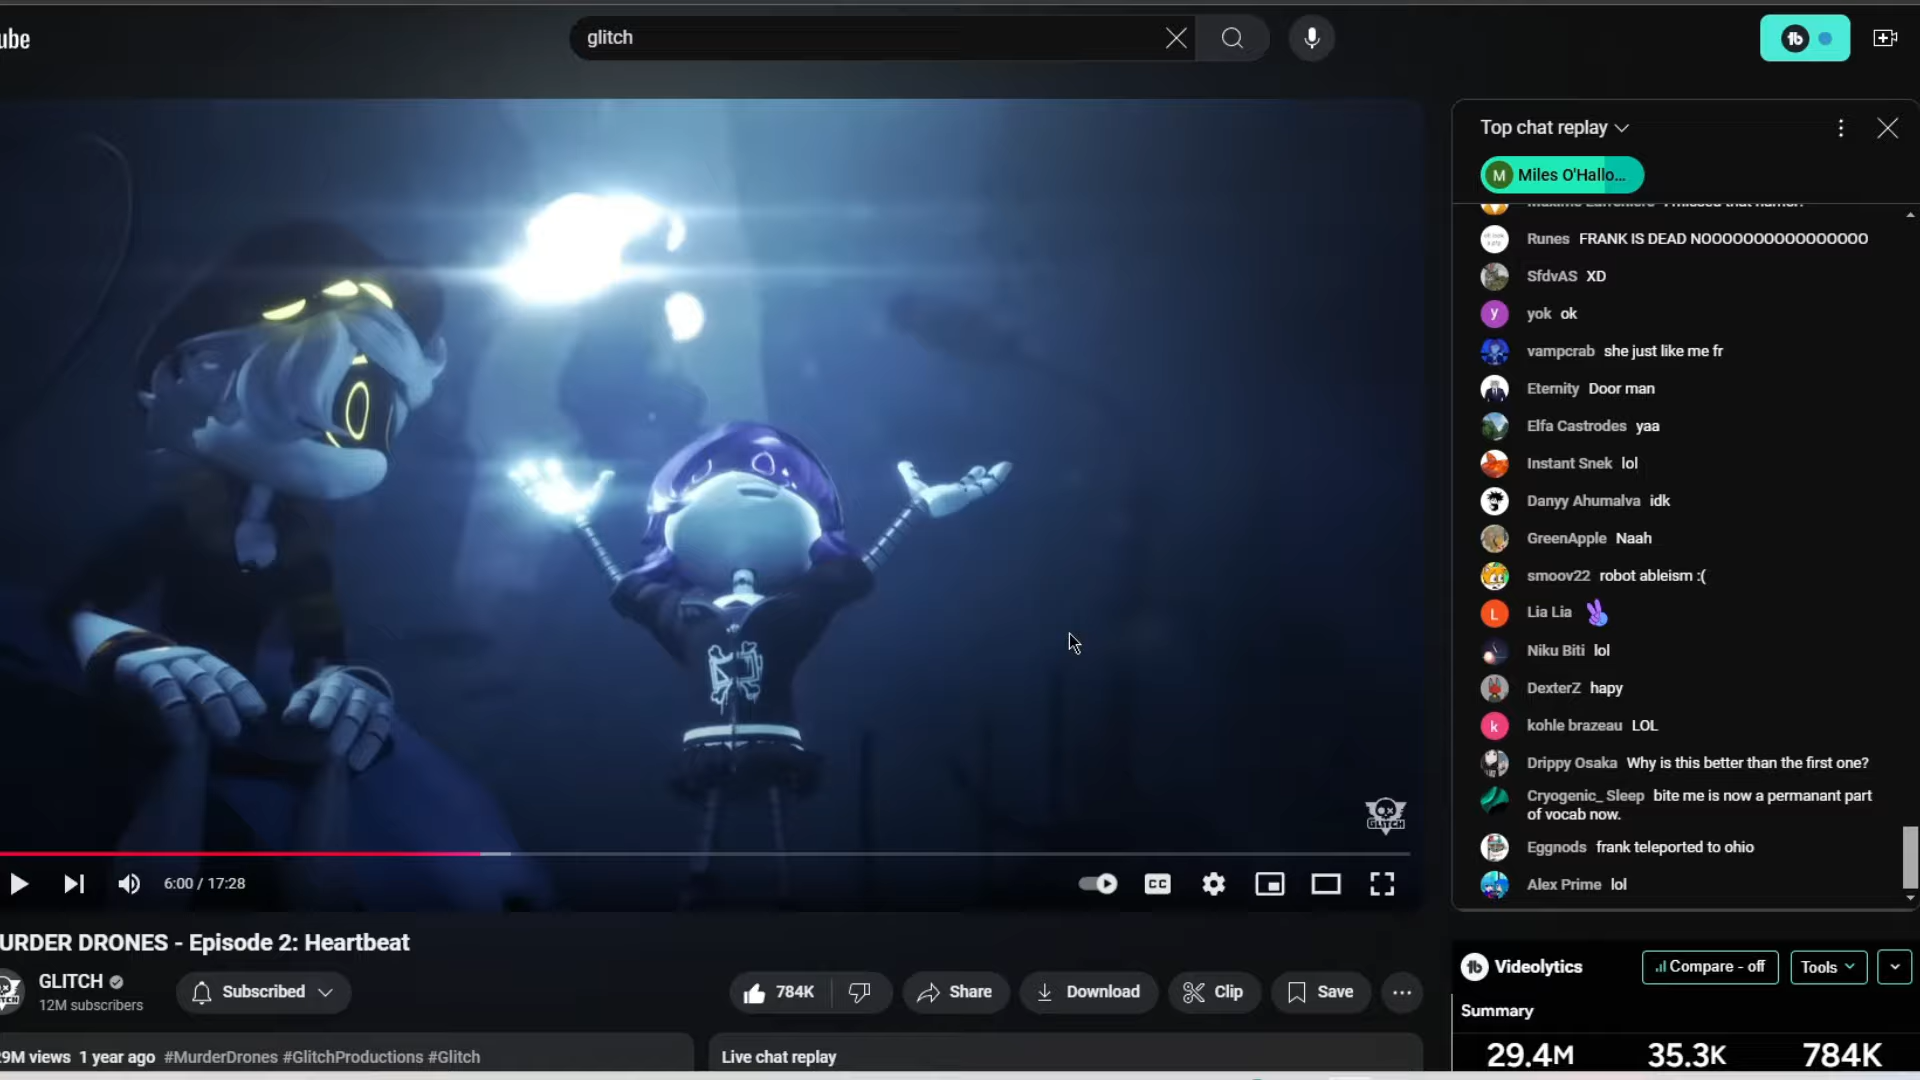 ube
glitch
Top chat replay
M Miles O'Hallo...
Runes FRANK IS DEAD NOOOOOOOOOOOOOOOO
SfdvAS XD
y yok ok
vampcrab she just like me fr
Eternity Door man
Elfa Castrodes yaa
Instant Snek lol
Danyy Ahumalva idk
GreenApple Naah
smoov22 robot ableism :(
L Lia Lia
Niku Biti lol
DexterZ hapy
k kohle brazeau LOL
Drippy Osaka Why is this better than the first one?
Cryogenic_ Sleep bite me is now a permanant part
of vocab now.
Eggnods frank teleported to ohio
Alex Prime lol
GLITCH
6:00 / 17:28
CC
URDER DRONES - Episode 2: Heartbeat
GLITCH
12M subscribers
Subscribed
784K
Share
Download
Clip
Save
29M views 1 year ago #MurderDrones #GlitchProductions #Glitch
Live chat replay
Videolytics
Compare - off
Tools
Summary
29.4M 35.3K 784K